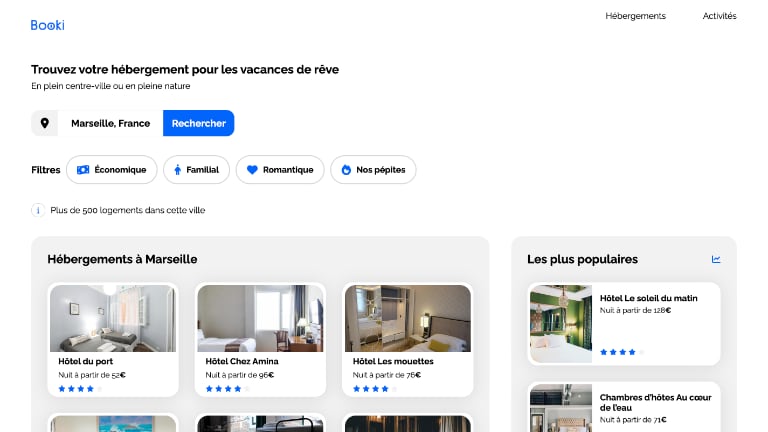 Booki
Hébergements
Activités
Trouvez votre hébergement pour les vacances de rêve
En plein centre-ville ou en pleine nature
Marseille, France
Rechercher
Filtres
Économique
Familial
Romantique
Nos pépites
Plus de 500 logements dans cette ville
Hébergements à Marseille
Hôtel du port
Nuit à partir de 52€
Hôtel Chez Amina
Nuit à partir de 96€
Hôtel Les mouettes
Nuit à partir de 76€
Les plus populaires
Hôtel Le soleil du matin
Nuit à partir de 128€
Chambres d'hôtes Au cœur
de l'eau
Nuit à partir de 71€